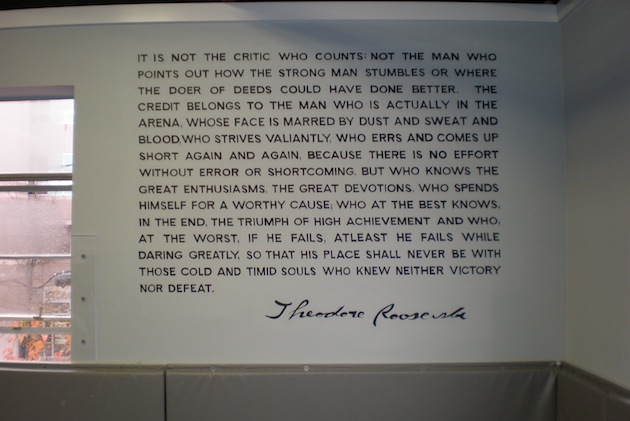 IT IS NOT THE CRITIC WHO COUNTS: NOT THE MAN WHO
POINTS OUT HOW THE STRONG MAN STUMBLES OR WHERE
THE DOER OF DEEDS COULD HAVE DONE BETTER. THE
CREDIT BELONGS TO THE MAN WHO IS ACTUALLY IN THE
ARENA, WHOSE FACE IS MARRED BY DUST AND SWEAT AND
BLOOD,WHO STRIVES VALIANTLY, WHO ERRS AND COMES UP
SHORT AGAIN AND AGAIN, BECAUSE THERE IS NO EFFORT
WITHOUT ERROR OR SHORTCOMING, BUT WHO KNOWS THE
GREAT ENTHUSIASMS, THE GREAT DEVOTIONS, WHO SPENDS
HIMSELF FOR A WORTHY CAUSE; WHO AT THE BEST KNOWS,
IN THE END, THE TRIUMPH OF HIGH ACHIEVEMENT AND WHO,
AT THE WORST, IF HE FAILS, ATLEAST HE FAILS WHILE
DARING GREATLY, SO THAT HIS PLACE SHALL NEVER BE WITH
THOSE COLD AND TIMID SOULS WHO KNEW NEITHER VICTORY
NOR DEFEAT.
Theodore Roosevelt